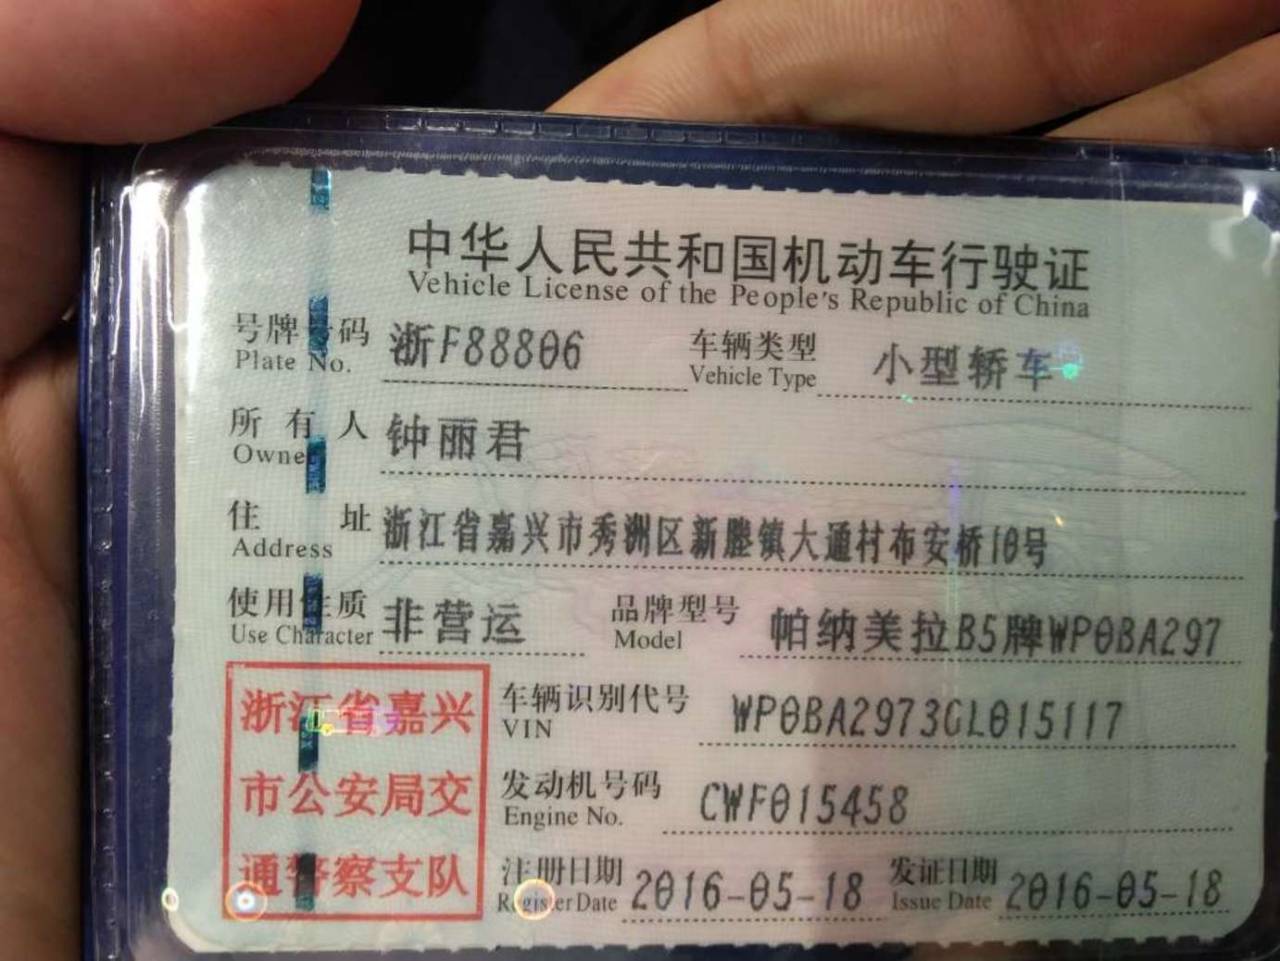 中华人民共和国机动车行驶证
Vehicle License of the People's Republic of China
号牌号码 浙F88806 车辆类型 小型轿车
Plate No. Vehicle Type
所有人 钟丽君
Owner
住址 浙江省嘉兴市秀洲区新塍镇大通村布安桥10号
Address
使用性质 非营运 品牌型号 帕纳美拉B5牌WP0BA297
Use Character Model
浙江省嘉兴 车辆识别代号 WP0BA2973GL015117
VIN
市公安局交 发动机号码 CWF015458
Engine No.
通警察支队 注册日期 2016-05-18 发证日期 2016-05-18
Register Date Issue Date